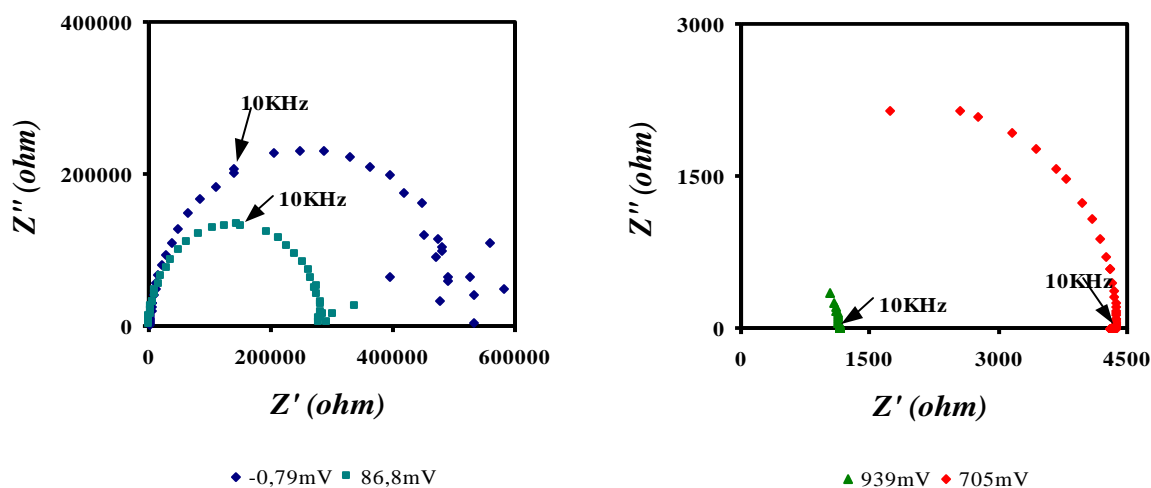 400000
200000
0
Z" (ohm)
10KHz
10KHz
0
200000
400000
600000
Z' (ohm)
-0,79mV
86,8mV
3000
1500
0
Z" (ohm)
10KHz
10KHz
0
1500
3000
4500
Z' (ohm)
939mV
705mV